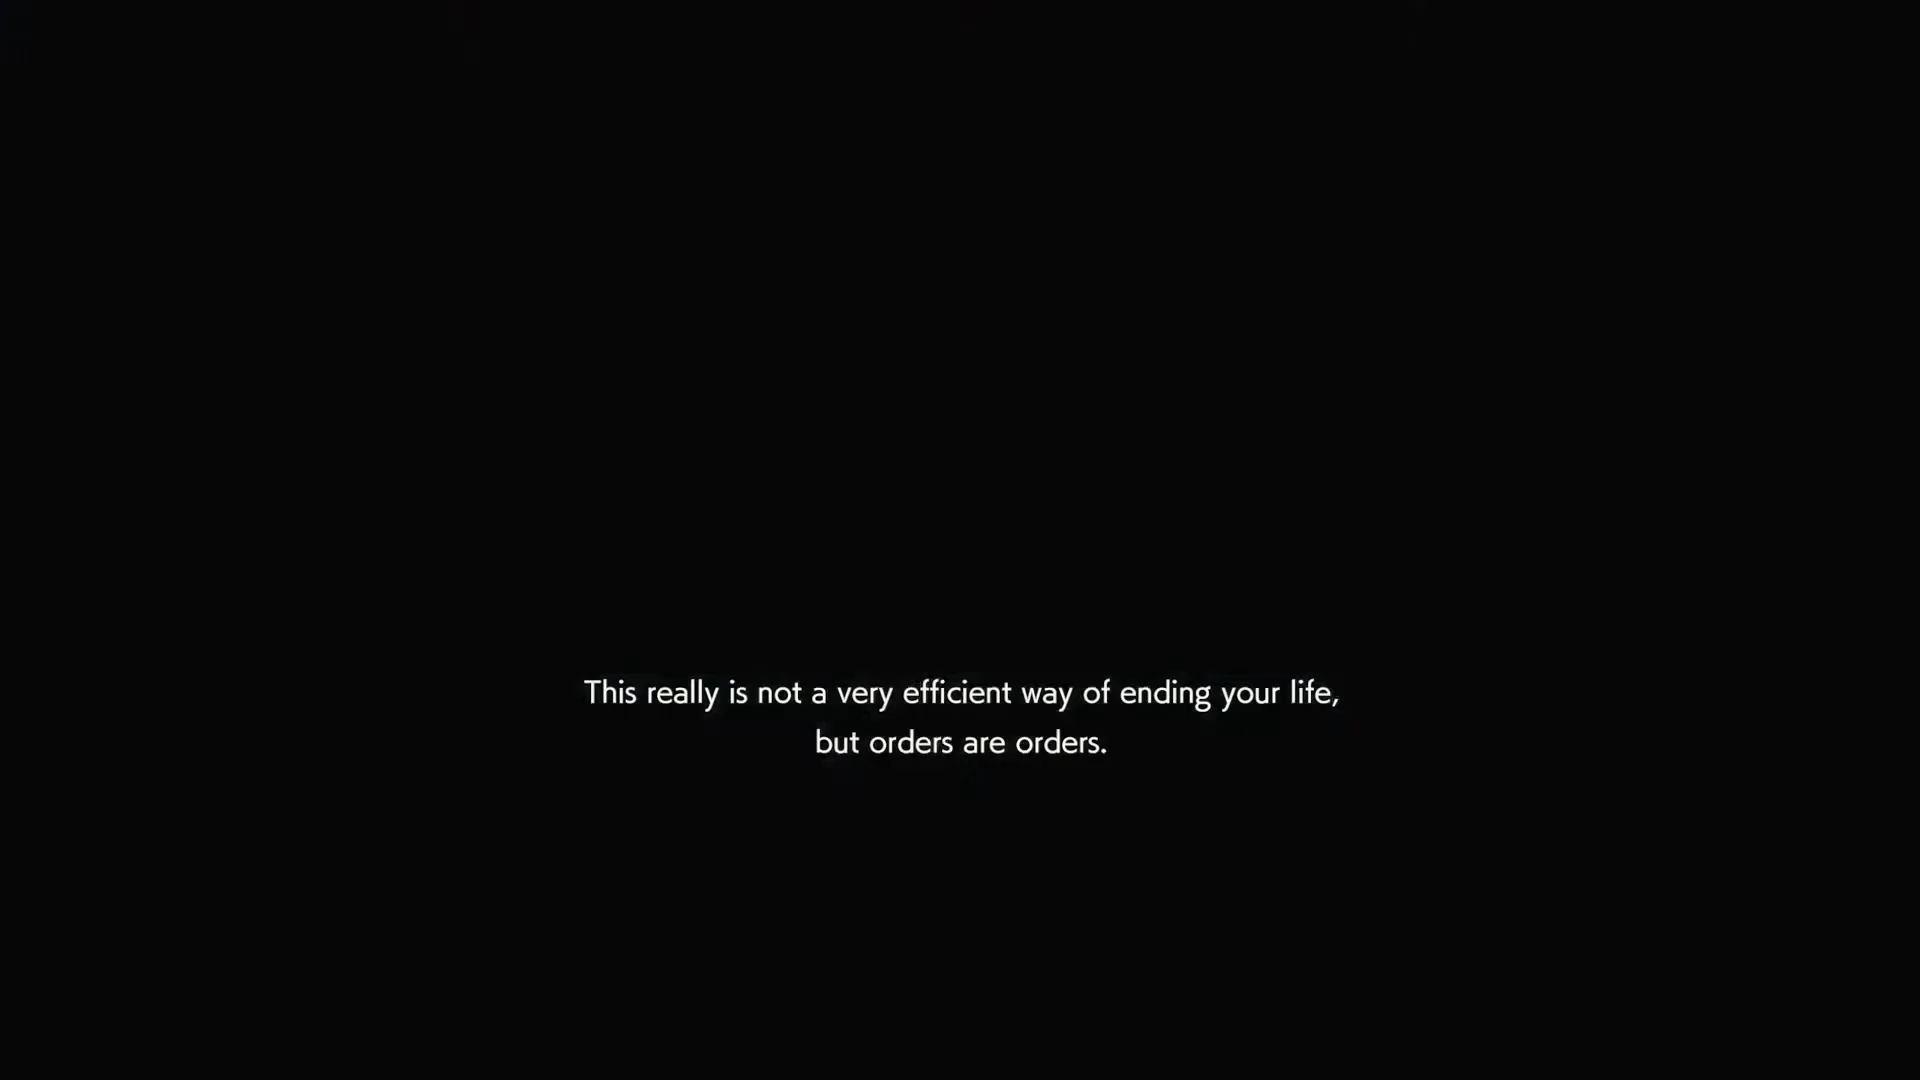 This really is not a very efficient way of ending your life,
but orders are orders.